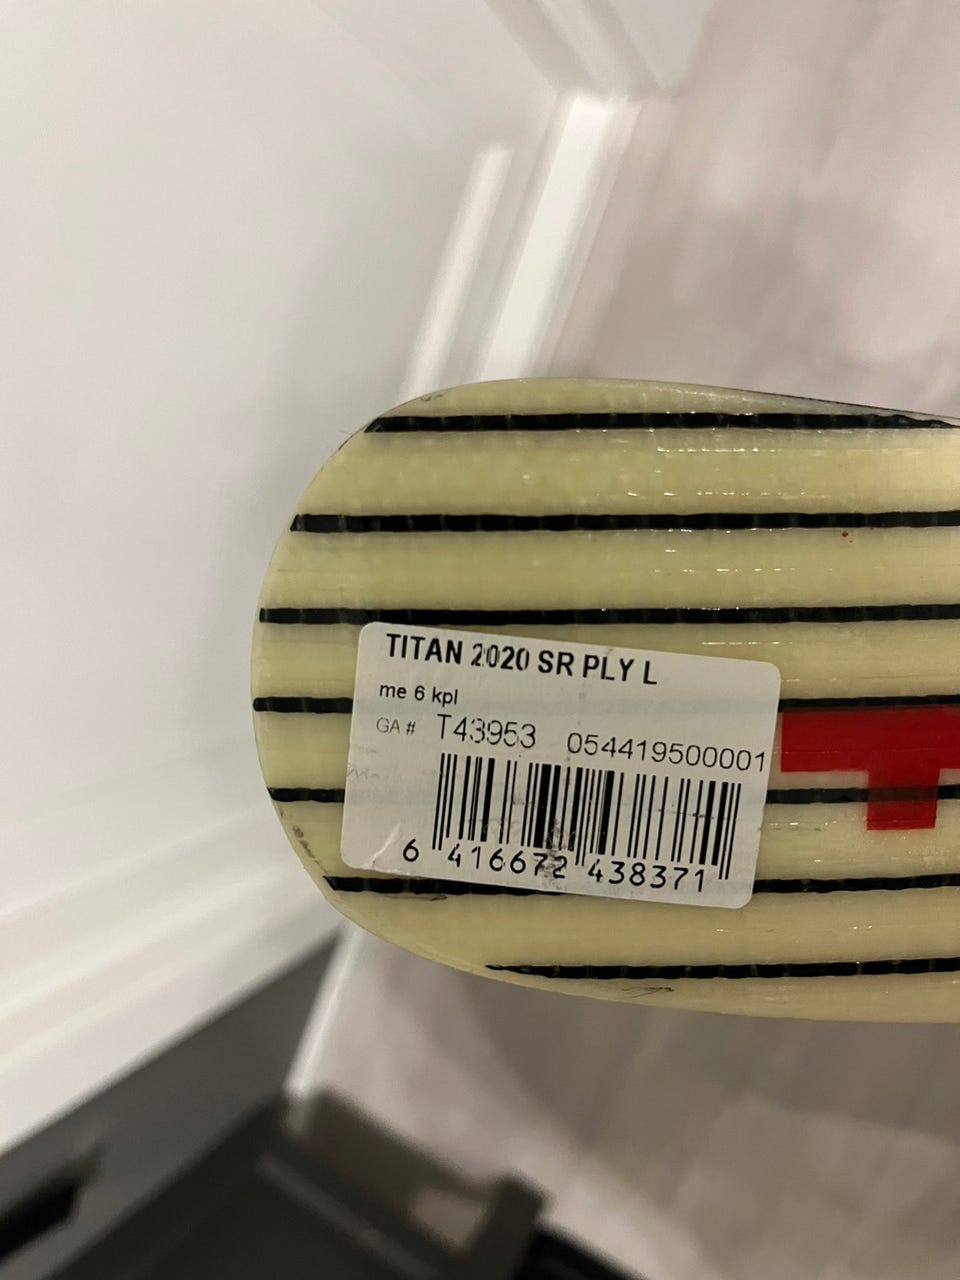 TITAN 2020 SR PLY L
me 6 kpl
GA # T43953 054419500001
6 416672 438371
T